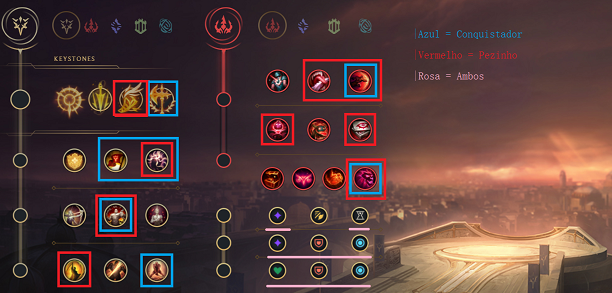 KEYSTONES
|Azul = Conquistador
|Vermelho = Pezinho
|Rosa = Ambos